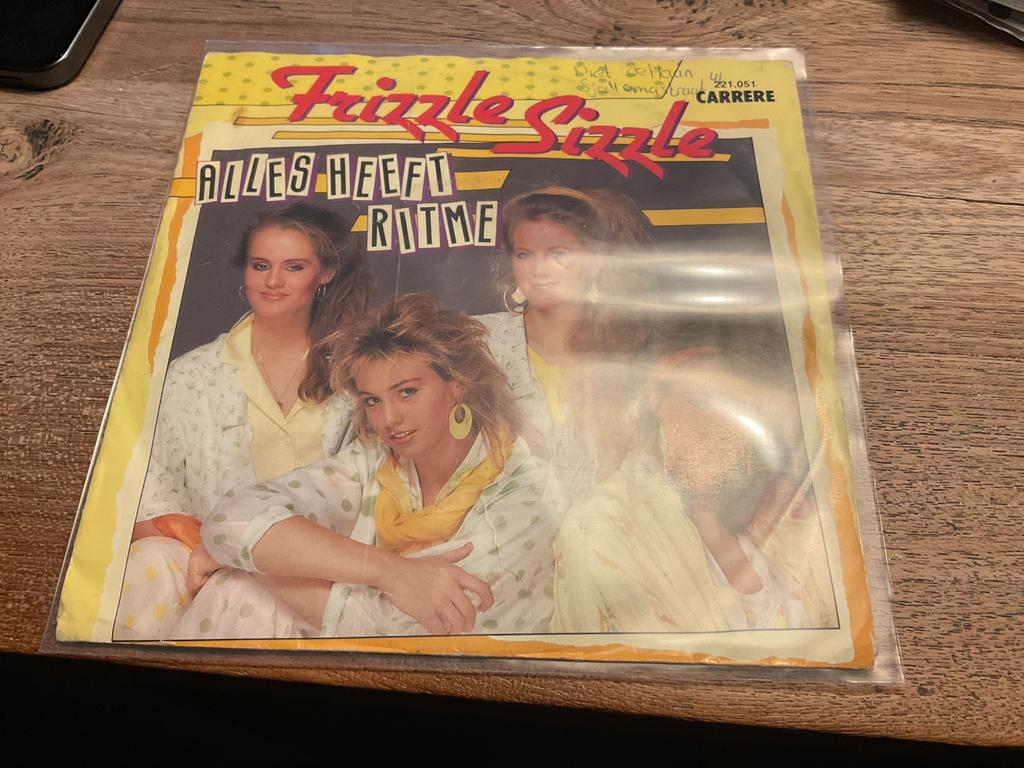 Frizzle Sizzle
221.051
CARRERE
ALLES HEEFT
RITME